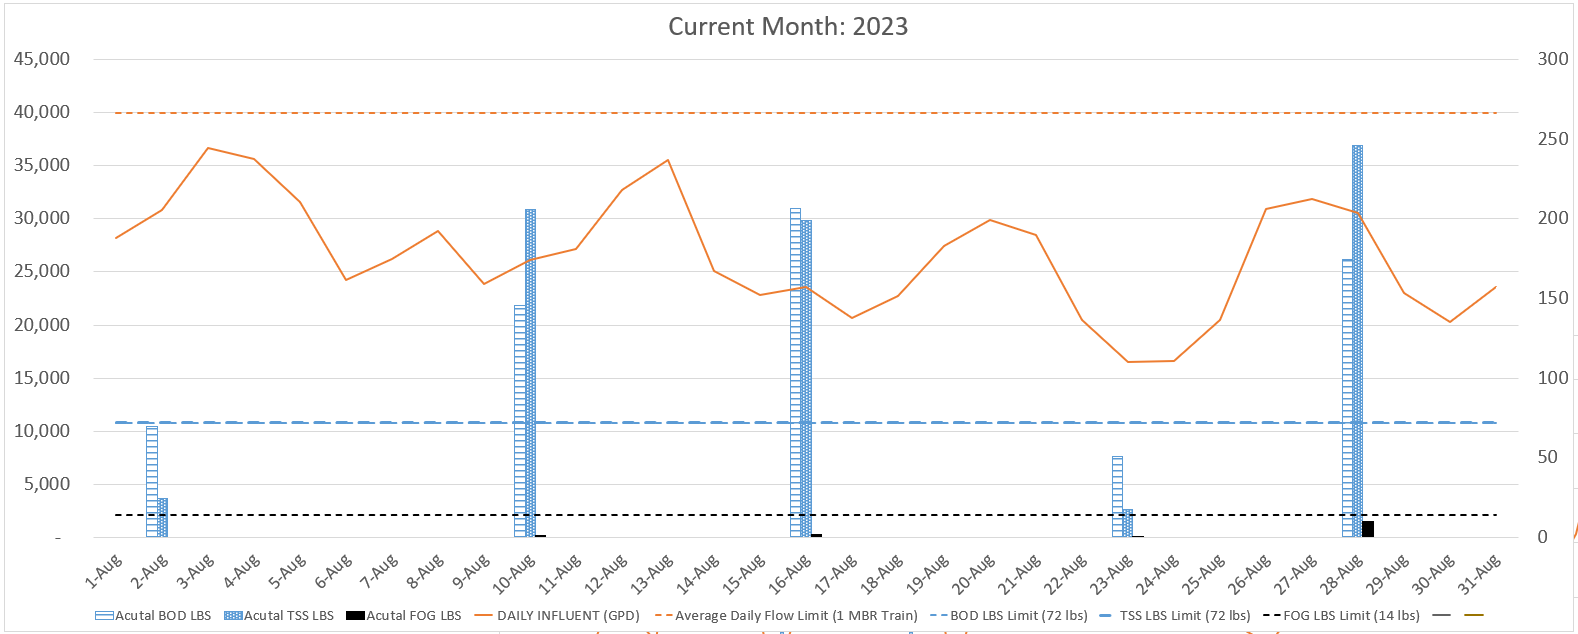 Current Month: 2023
45,000
40,000
35,000
30,000
25,000
20,000
15,000
10,000
5,000
-
300
250
200
150
100
50
0
1-Aug
2-Aug
3-Aug
4-Aug
5-Aug
6-Aug
7-Aug
8-Aug
9-Aug
10-Aug
11-Aug
12-Aug
13-Aug
14-Aug
15-Aug
16-Aug
17-Aug
18-Aug
19-Aug
20-Aug
21-Aug
22-Aug
23-Aug
24-Aug
25-Aug
26-Aug
27-Aug
28-Aug
29-Aug
30-Aug
31-Aug
Acutal BOD LBS Acutal TSS LBS Acutal FOG LBS DAILY INFLUENT (GPD) Average Daily Flow Limit (1 MBR Train) BOD LBS Limit (72 lbs) TSS LBS Limit (72 lbs) FOG LBS Limit (14 lbs)